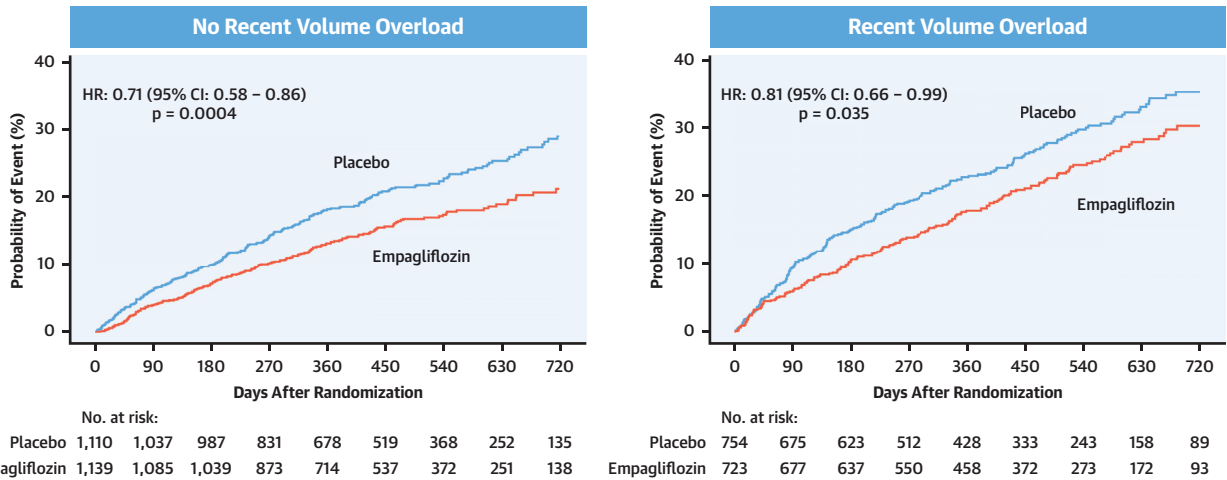 No Recent Volume Overload
40
30
20
10
0
Probability of Event (%)
HR: 0.71 (95% CI: 0.58 – 0.86)
p = 0.0004
Placebo
Empagliflozin
0 90 180 270 360 450 540 630 720
Days After Randomization
No. at risk:
Placebo 1,110 1,037 987 831 678 519 368 252 135
agliflozin 1,139 1,085 1,039 873 714 537 372 251 138
Recent Volume Overload
40
30
20
10
0
Probability of Event (%)
HR: 0.81 (95% CI: 0.66 – 0.99)
p = 0.035
Placebo
Empagliflozin
0 90 180 270 360 450 540 630 720
Days After Randomization
No. at risk:
Placebo 754 675 623 512 428 333 243 158 89
Empagliflozin 723 677 637 550 458 372 273 172 93